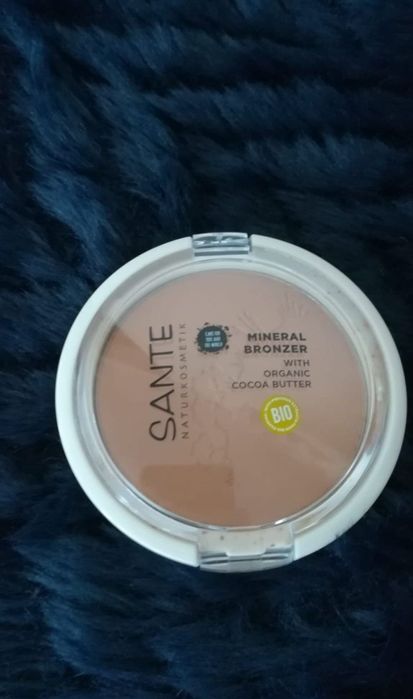 SANTE
NATURKOSMETIK
MINERAL
BRONZER
WITH
ORGANIC
COCOA BUTTER
BIO